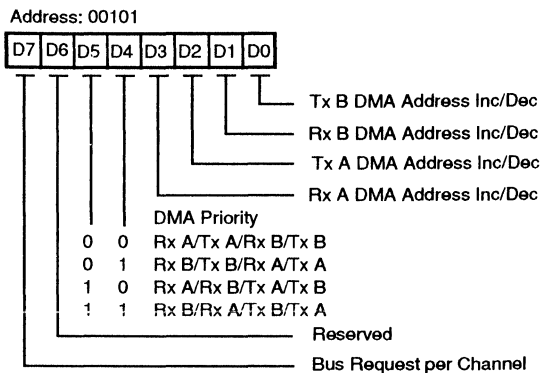 Address: 00101
D7 D6 D5 D4 D3 D2 D1 D0
Tx B DMA Address Inc/Dec
Rx B DMA Address Inc/Dec
Tx A DMA Address Inc/Dec
Rx A DMA Address Inc/Dec
DMA Priority
0 0 Rx A/Tx A/Rx B/Tx B
0 1 Rx B/Tx B/Rx A/Tx A
1 0 Rx A/Rx B/Tx A/Tx B
1 1 Rx B/Rx A/Tx B/Tx A
Reserved
Bus Request per Channel